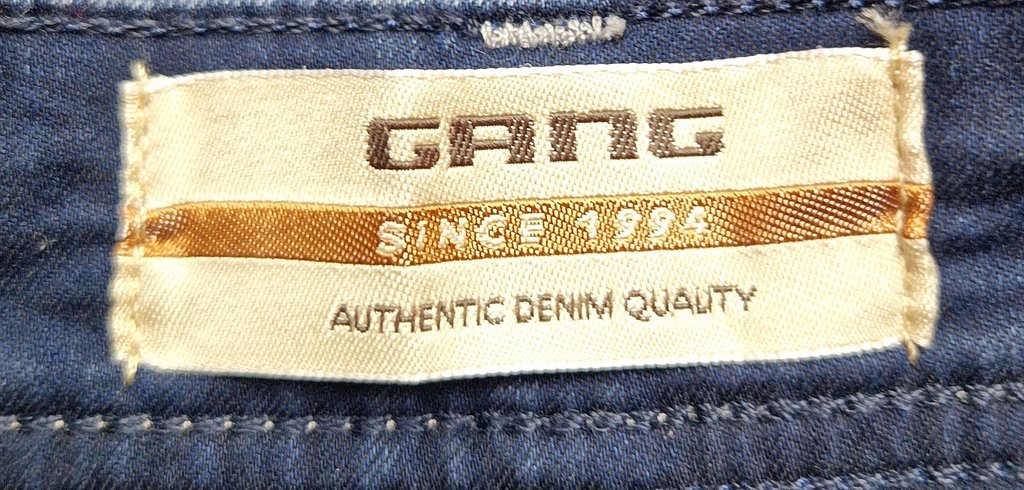 GANG
SINCE 1994
AUTHENTIC DENIM QUALITY